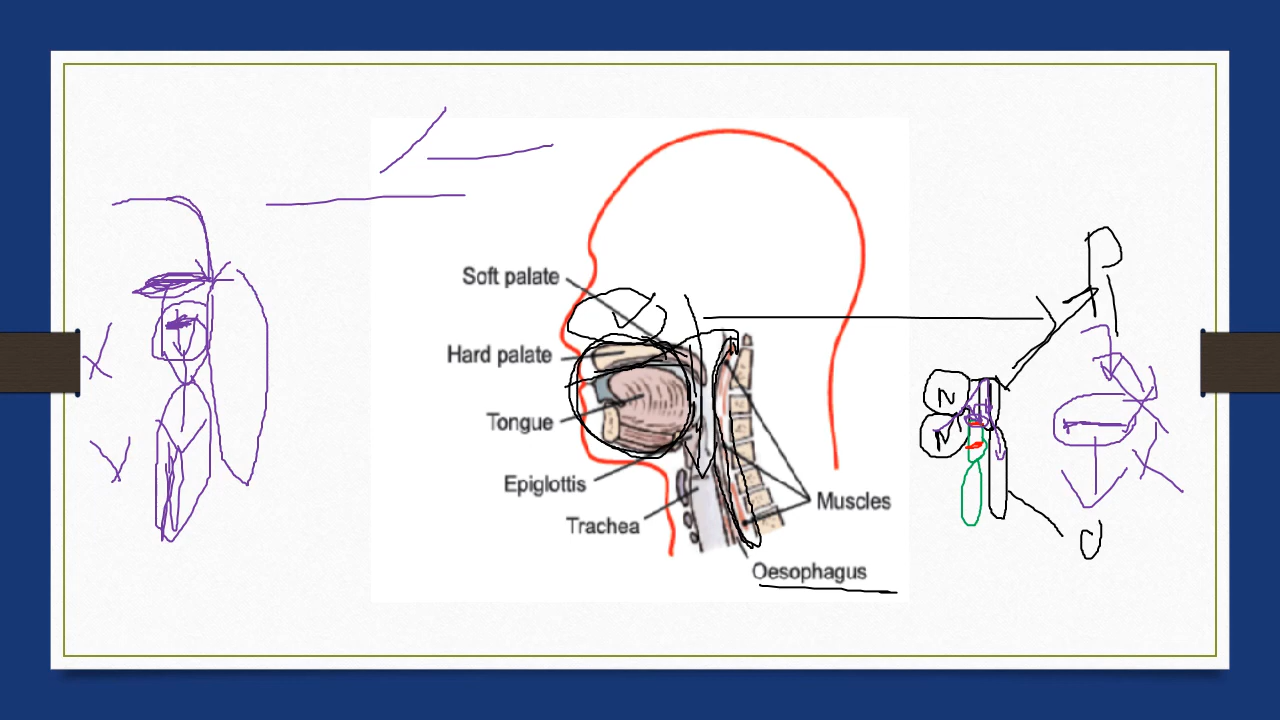 Soft palate
Hard palate
Tongue
Epiglottis
Trachea
Muscles
Oesophagus
P
N
O